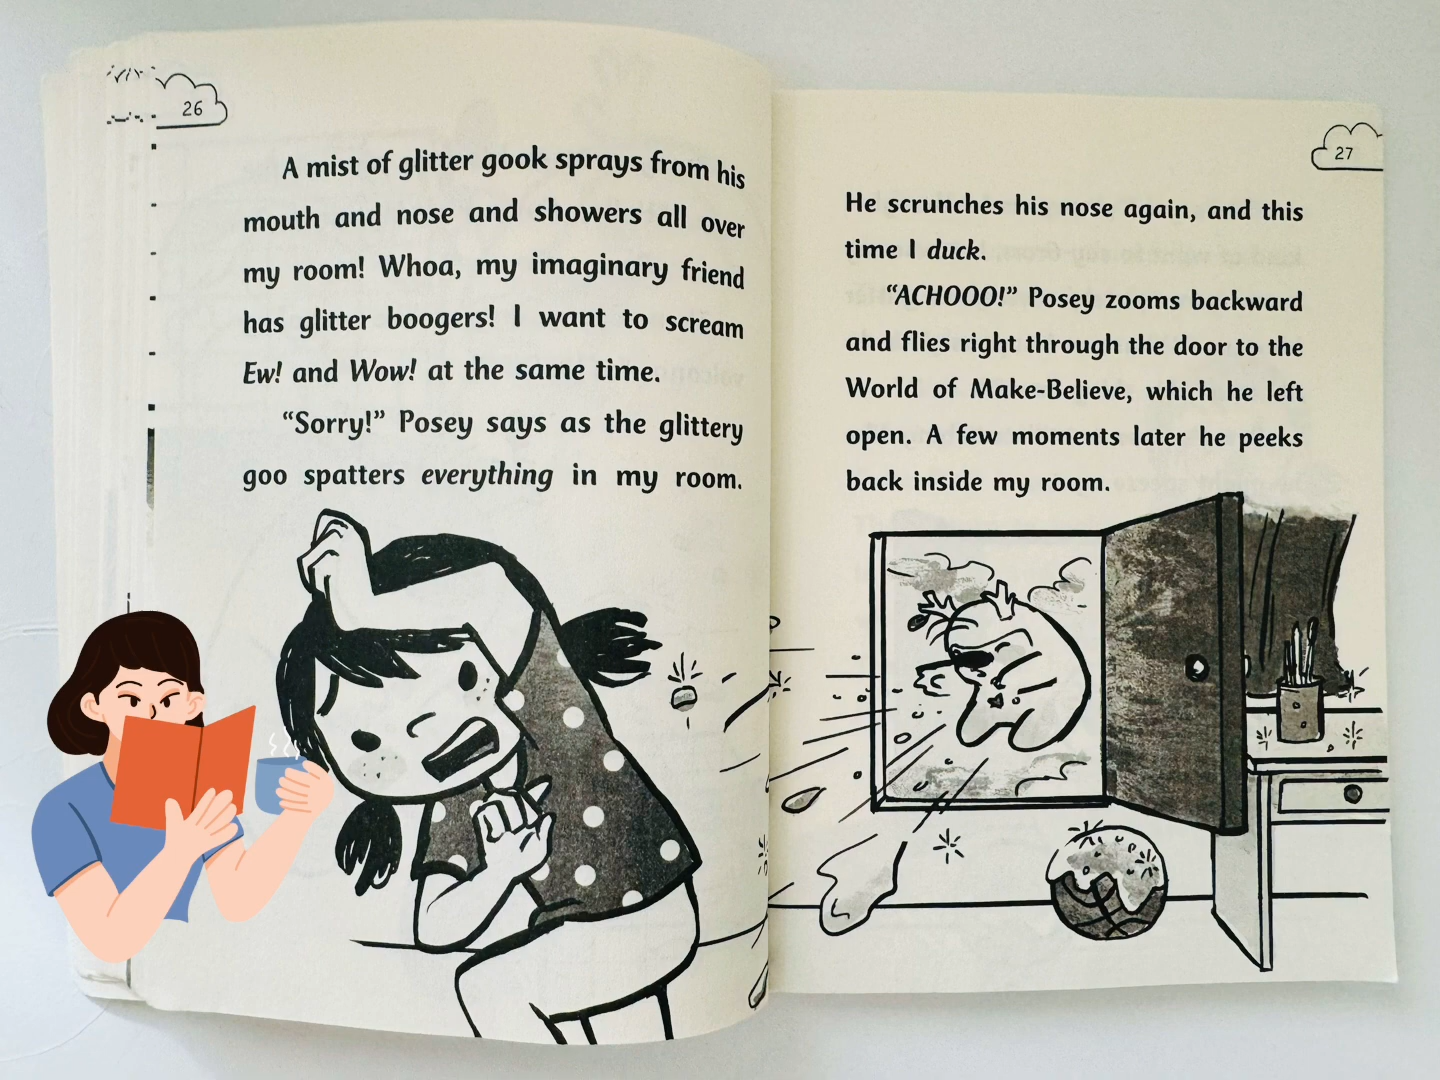 26
A mist of glitter gook sprays from his
mouth and nose and showers all over
my room! Whoa, my imaginary friend
has glitter boogers! I want to scream
Ew! and Wow! at the same time.
“Sorry!” Posey says as the glittery
goo spatters everything in my room.
27
He scrunches his nose again, and this
time I duck.
“ACHOOO!” Posey zooms backward
and flies right through the door to the
World of Make-Believe, which he left
open. A few moments later he peeks
back inside my room.